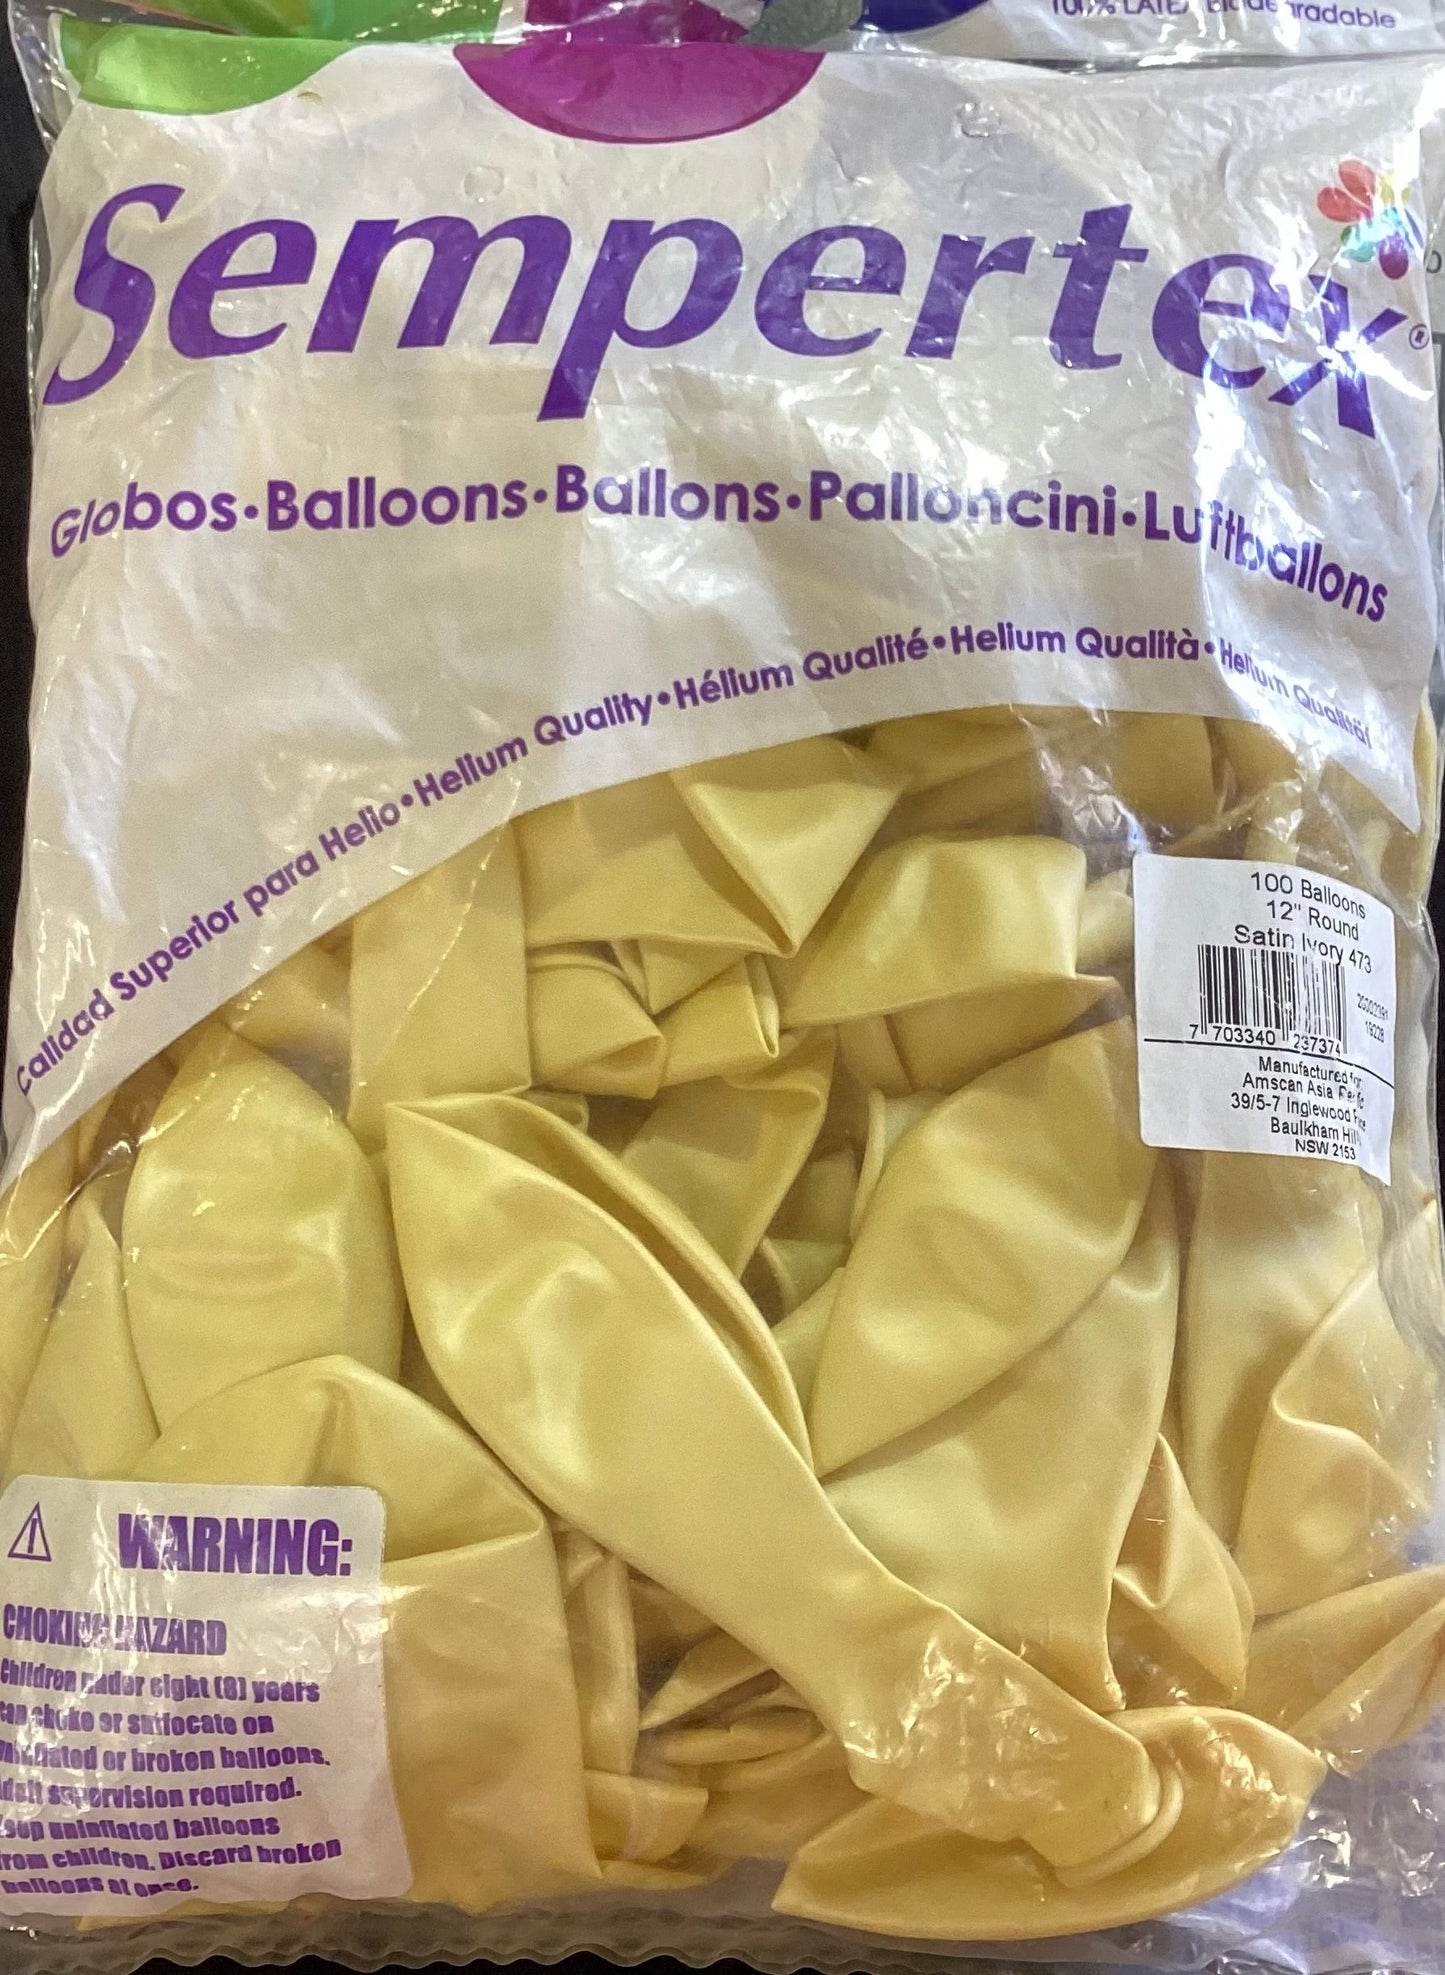 100% LATEX Biodegradable
Sempertex®
Globos•Balloons•Ballons•Palloncini•Luftballons
Calidad Superior para Helio•Helium Quality•Hélium Qualité•Helium Qualità•Helium Qualität
100 Balloons
12" Round
Satin Ivory 473
7 703340 237374
19228
Manufactured for
Amscan Asia Pacific
39/5-7 Inglewood
Baulkham Hills
NSW 2153
WARNING:
CHOKING HAZARD
Children under eight (8) years
can choke or suffocate on
uninflated or broken balloons.
Adult supervision required.
Keep uninflated balloons
from children. Discard broken
balloons at once.